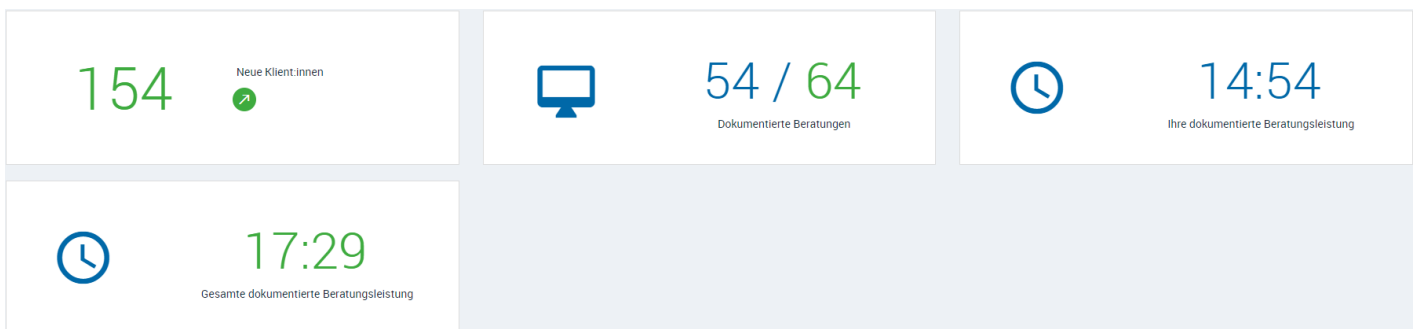 154
Neue Klient:innen
54 / 64
Dokumentierte Beratungen
14:54
Ihre dokumentierte Beratungsleistung
17:29
Gesamte dokumentierte Beratungsleistung